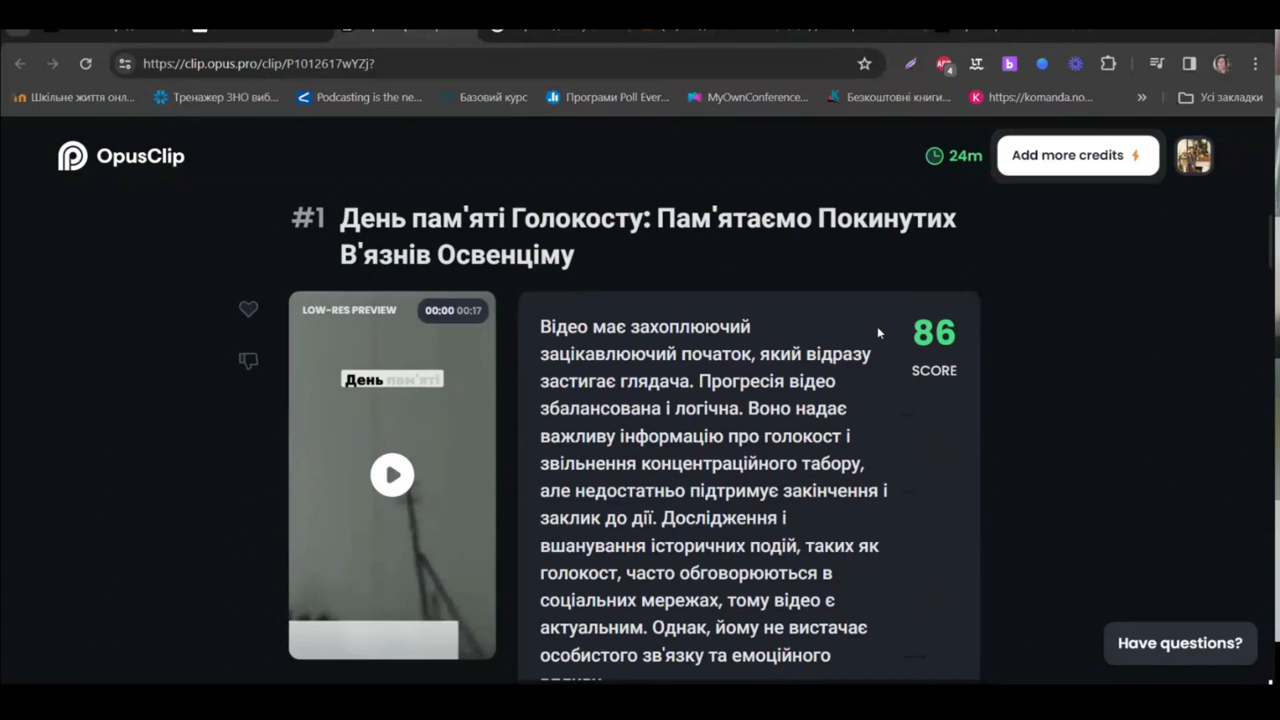 https://clip.opus.pro/clip/P1012617wYZj?
4
Шкільне життя онл...
Тренажер ЗНО виб...
Podcasting is the ne...
Базовий курс
Програми Poll Ever...
MyOwnConference...
Безкоштовні книги...
https://komanda.no...
Усі закладки
OpusClip
24m
Add more credits
#1 День пам'яті Голокосту: Пам'ятаємо Покинутих
В'язнів Освенціму
LOW-RES PREVIEW
00:00 00:17
День пам'яті
Відео має захоплюючий
зацікавлюючий початок, який відразу
застигає глядача. Прогресія відео
збалансована і логічна. Воно надає
важливу інформацію про голокост і
звільнення концентраційного табору,
але недостатньо підтримує закінчення і
заклик до дії. Дослідження і
вшанування історичних подій, таких як
голокост, часто обговорюються в
соціальних мережах, тому відео є
актуальним. Однак, йому не вистачає
особистого зв'язку та емоційного
86
SCORE
Have questions?